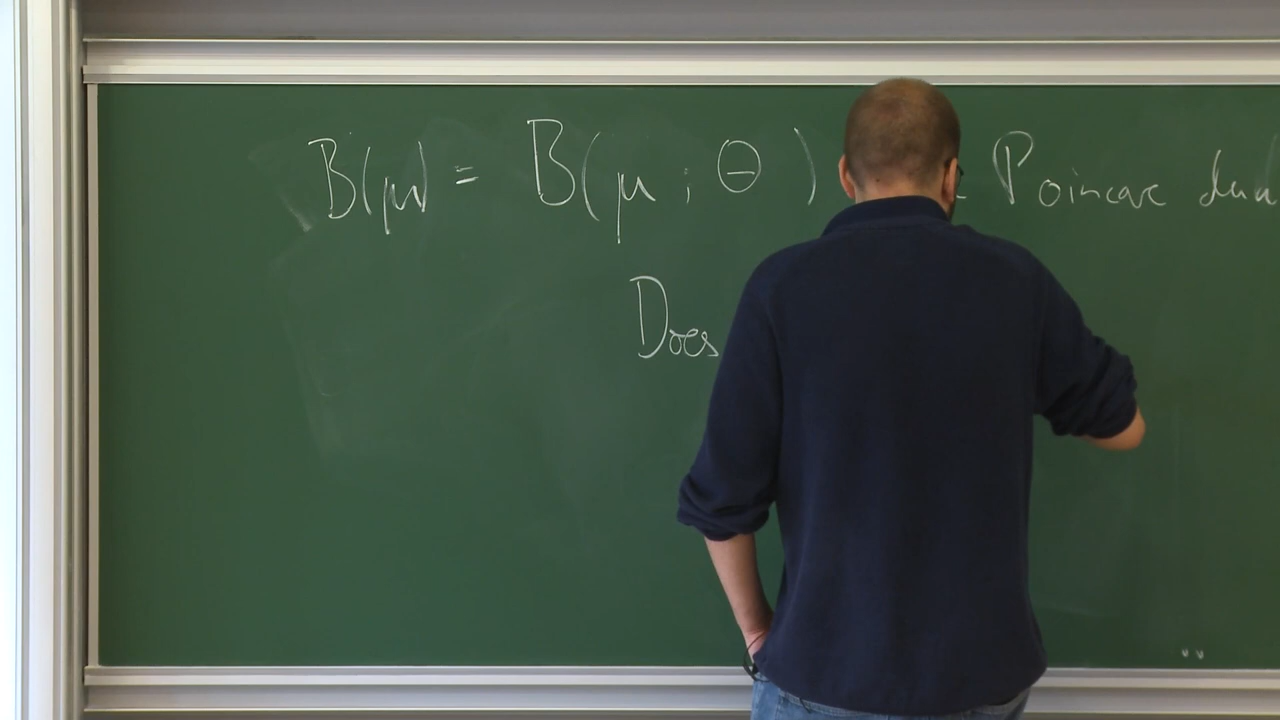 B(μ) = B(μ ; Θ) Poincare dua
Does